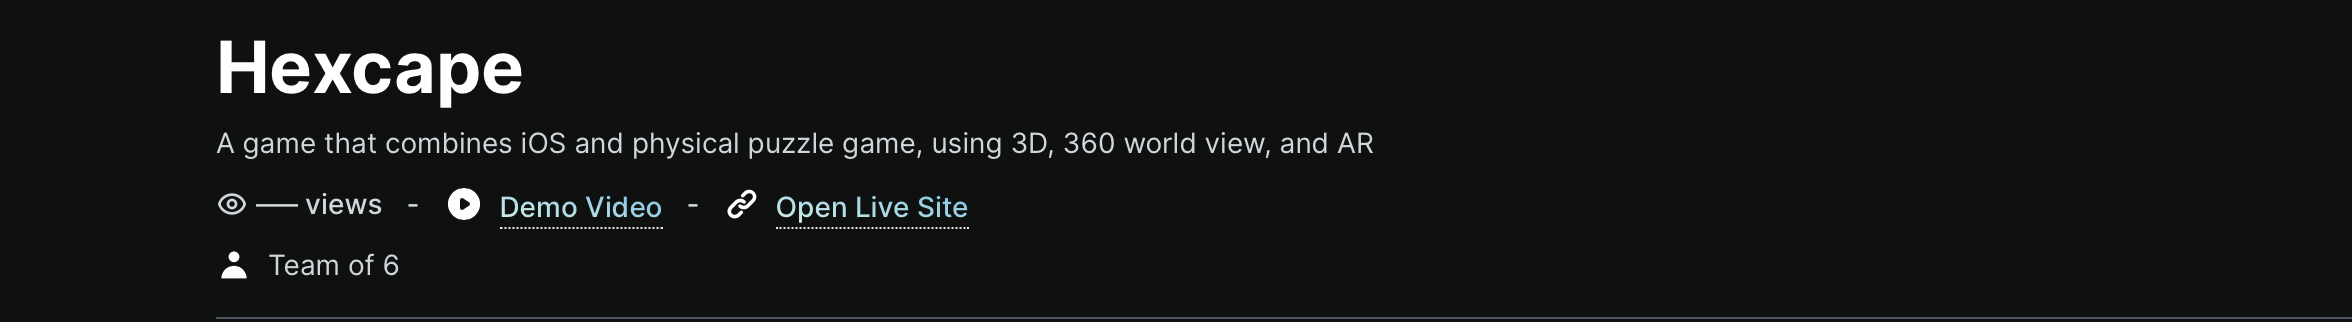 Hexcape
A game that combines iOS and physical puzzle game, using 3D, 360 world view, and AR
—— views - Demo Video - Open Live Site
Team of 6